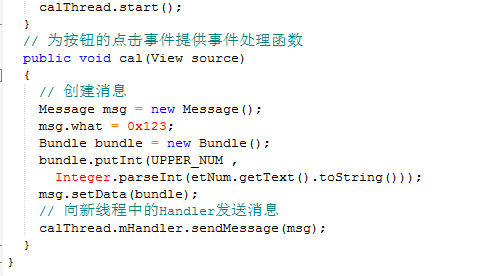 calThread.start();
}
// 为按钮的点击事件提供事件处理函数
public void cal(View source)
{
// 创建消息
Message msg = new Message();
msg.what = 0x123;
Bundle bundle = new Bundle();
bundle.putInt(UPPER_NUM ,
Integer.parseInt(etNum.getText().toString()));
msg.setData(bundle);
// 向新线程中的Handler发送消息
calThread.mHandler.sendMessage(msg);
}
}